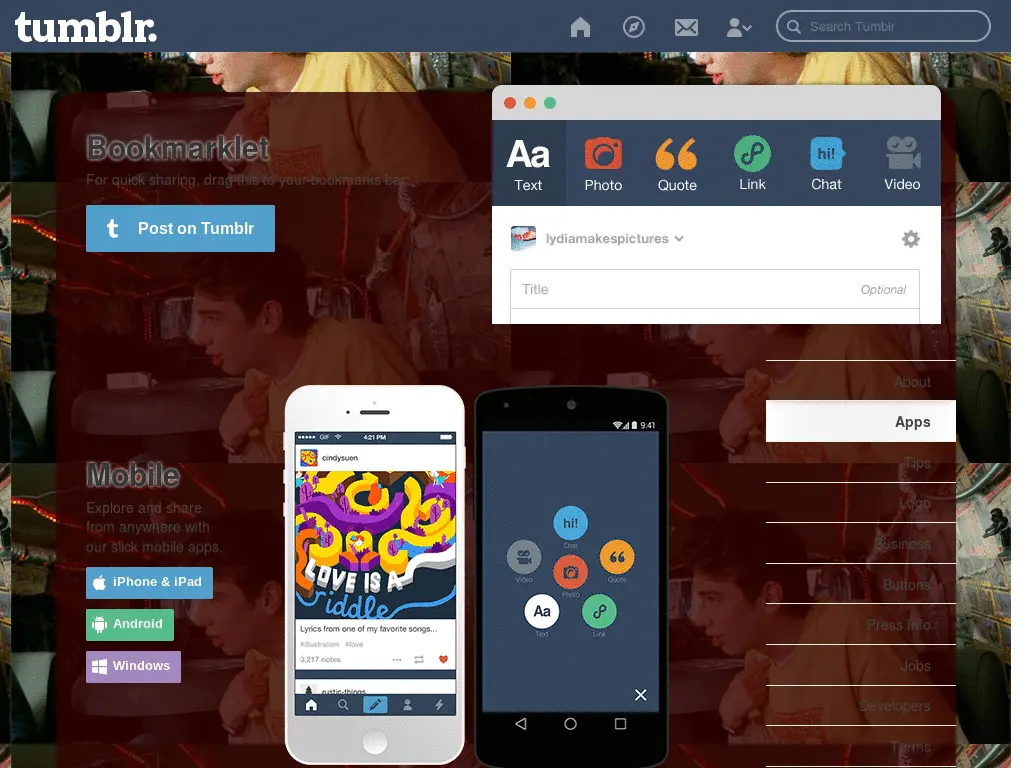 tumblr.
Search Tumblr
Bookmarklet
For quick sharing, drag this to your bookmarks bar:
t Post on Tumblr
Aa
hi!
Text Photo Quote Link Chat Video
lydiamakespictures
Title Optional
About
Apps
Tips
Logo
Business
Buttons
Press Info
Jobs
Developers
Terms
Mobile
Explore and share
from anywhere with
our slick mobile apps.
iPhone & iPad
Android
Windows
GIF 4:21 PM
cindysuen
LOVE IS A
riddle
Lyrics from one of my favorite songs...
#illustration #love
3,217 notes
rustic-things
9:41
hi!
Chat
Video
Quote
Photo
Aa
Text
Link